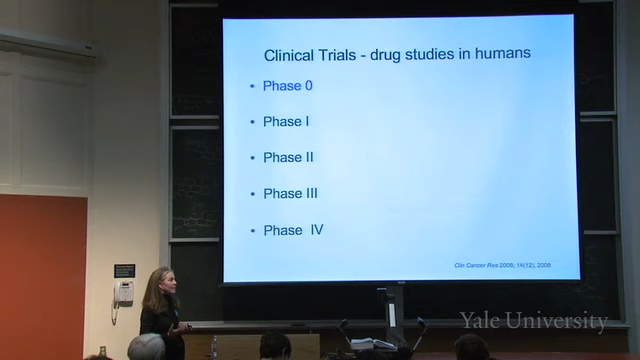 Clinical Trials - drug studies in humans
• Phase 0
• Phase I
• Phase II
• Phase III
• Phase IV
Clin Cancer Res 2008; 14(12), 2008
Yale University